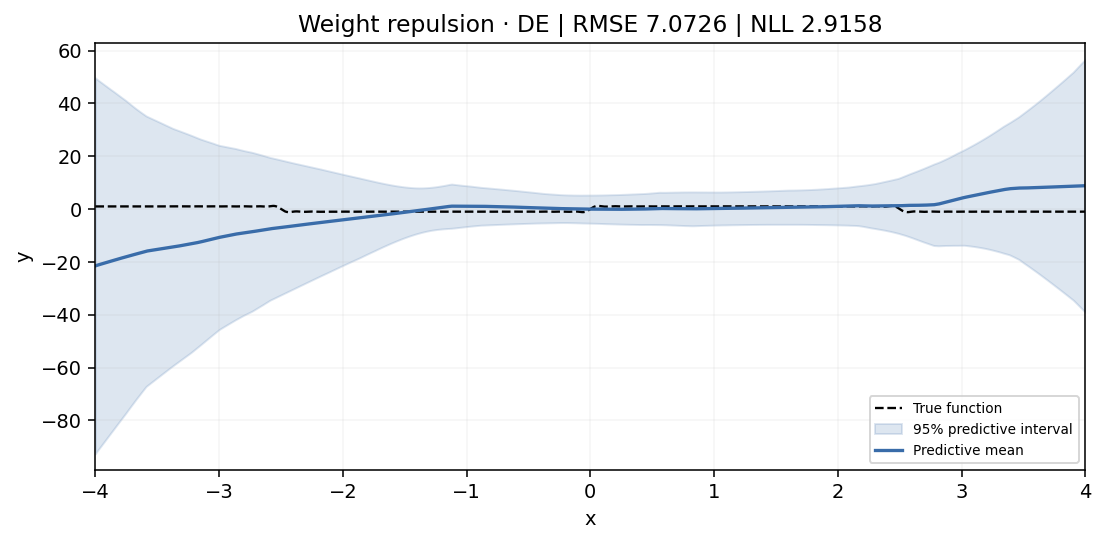 Weight repulsion · DE | RMSE 7.0726 | NLL 2.9158
60
40
20
0
−20
−40
−60
−80
y
−4 −3 −2 −1 0 1 2 3 4
x
True function
95% predictive interval
Predictive mean